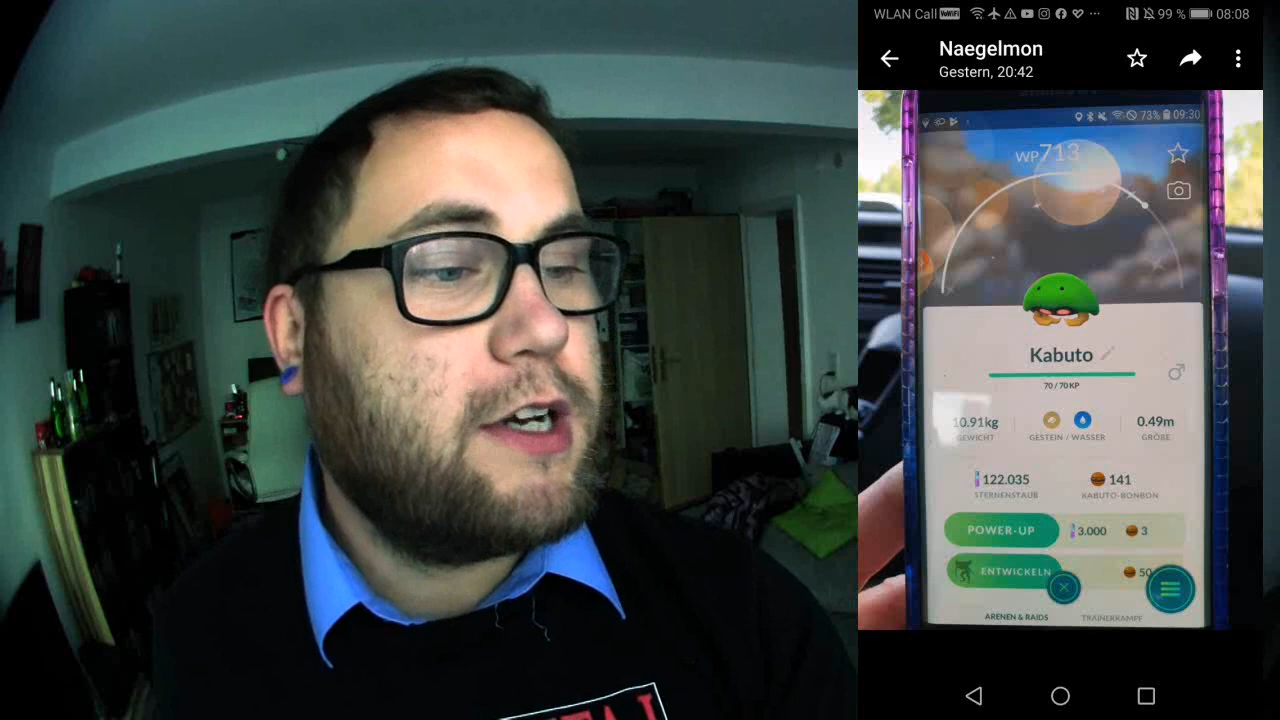 WLAN Call VoWiFi 99 % 08:08
Naegelmon
Gestern, 20:42
73% 09:30
WP713
Kabuto
70 / 70 KP
10.91kg
GEWICHT
GESTEIN / WASSER
0.49m
GRÖßE
122.035
STERNENSTAUB
141
KABUTO-BONBON
POWER-UP 3.000 3
ENTWICKELN 50
ARENEN & RAIDS TRAINERKAMPF